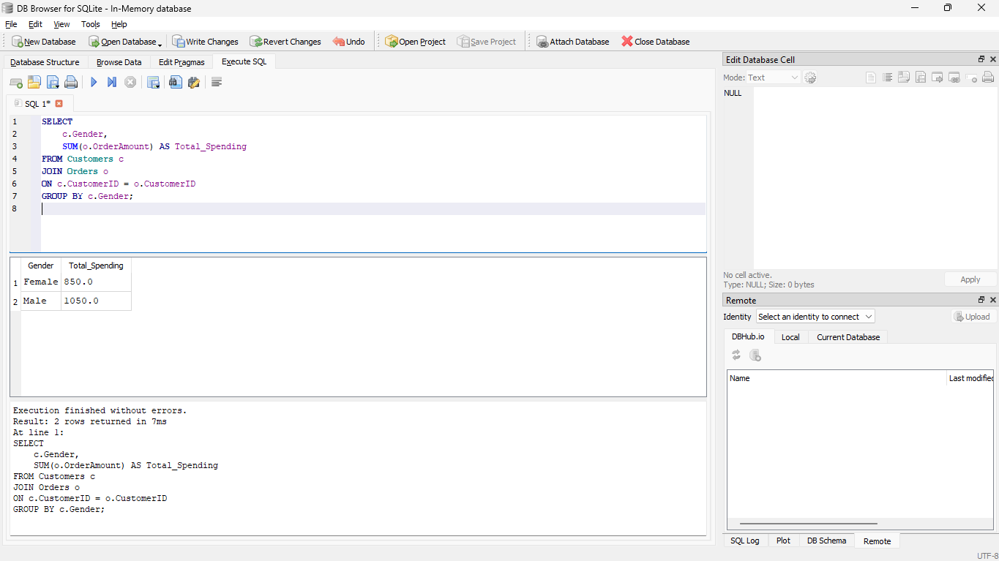 DB Browser for SQLite - In-Memory database
File Edit View Tools Help
New Database Open Database Write Changes Revert Changes Undo Open Project Save Project Attach Database Close Database
Database Structure Browse Data Edit Pragmas Execute SQL
SQL 1*
1 SELECT
2 c.Gender,
3 SUM(o.OrderAmount) AS Total_Spending
4 FROM Customers c
5 JOIN Orders o
6 ON c.CustomerID = o.CustomerID
7 GROUP BY c.Gender;
8
Gender Total_Spending
1 Female 850.0
2 Male 1050.0
Execution finished without errors.
Result: 2 rows returned in 7ms
At line 1:
SELECT
c.Gender,
SUM(o.OrderAmount) AS Total_Spending
FROM Customers c
JOIN Orders o
ON c.CustomerID = o.CustomerID
GROUP BY c.Gender;
Edit Database Cell
Mode: Text
NULL
No cell active.
Type: NULL; Size: 0 bytes
Apply
Remote
Identity Select an identity to connect Upload
DBHub.io Local Current Database
Name Last modified
SQL Log Plot DB Schema Remote
UTF-8